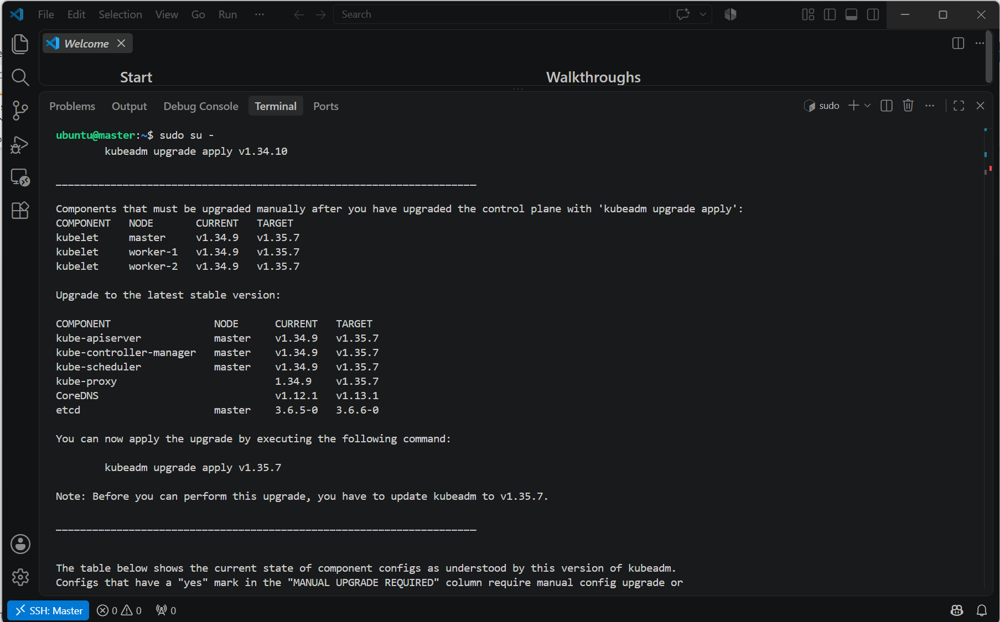 File Edit Selection View Go Run ···
Search
Welcome
Start
Walkthroughs
Problems Output Debug Console Terminal Ports
sudo
ubuntu@master:~$ sudo su -
kubeadm upgrade apply v1.34.10
_____________________________________________________________________
Components that must be upgraded manually after you have upgraded the control plane with 'kubeadm upgrade apply':
COMPONENT NODE CURRENT TARGET
kubelet master v1.34.9 v1.35.7
kubelet worker-1 v1.34.9 v1.35.7
kubelet worker-2 v1.34.9 v1.35.7
Upgrade to the latest stable version:
COMPONENT NODE CURRENT TARGET
kube-apiserver master v1.34.9 v1.35.7
kube-controller-manager master v1.34.9 v1.35.7
kube-scheduler master v1.34.9 v1.35.7
kube-proxy 1.34.9 v1.35.7
CoreDNS v1.12.1 v1.13.1
etcd master 3.6.5-0 3.6.6-0
You can now apply the upgrade by executing the following command:
kubeadm upgrade apply v1.35.7
Note: Before you can perform this upgrade, you have to update kubeadm to v1.35.7.
_____________________________________________________________________
The table below shows the current state of component configs as understood by this version of kubeadm.
Configs that have a "yes" mark in the "MANUAL UPGRADE REQUIRED" column require manual config upgrade or
SSH: Master 0 0 0